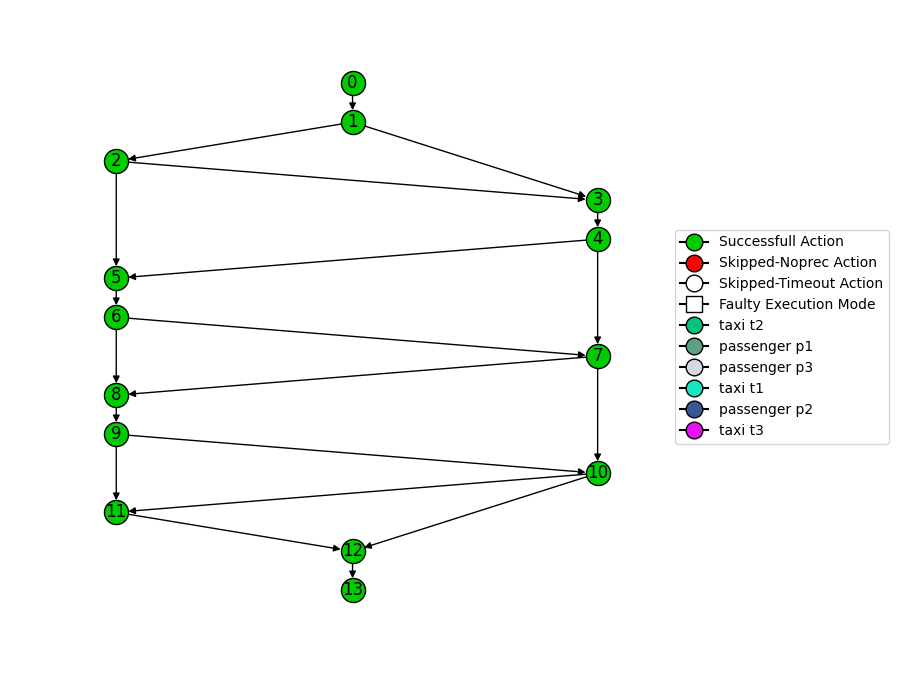 0
1
2
3
4
5
6
7
8
9
10
11
12
13
Successfull Action
Skipped-Noprec Action
Skipped-Timeout Action
Faulty Execution Mode
taxi t2
passenger p1
passenger p3
taxi t1
passenger p2
taxi t3